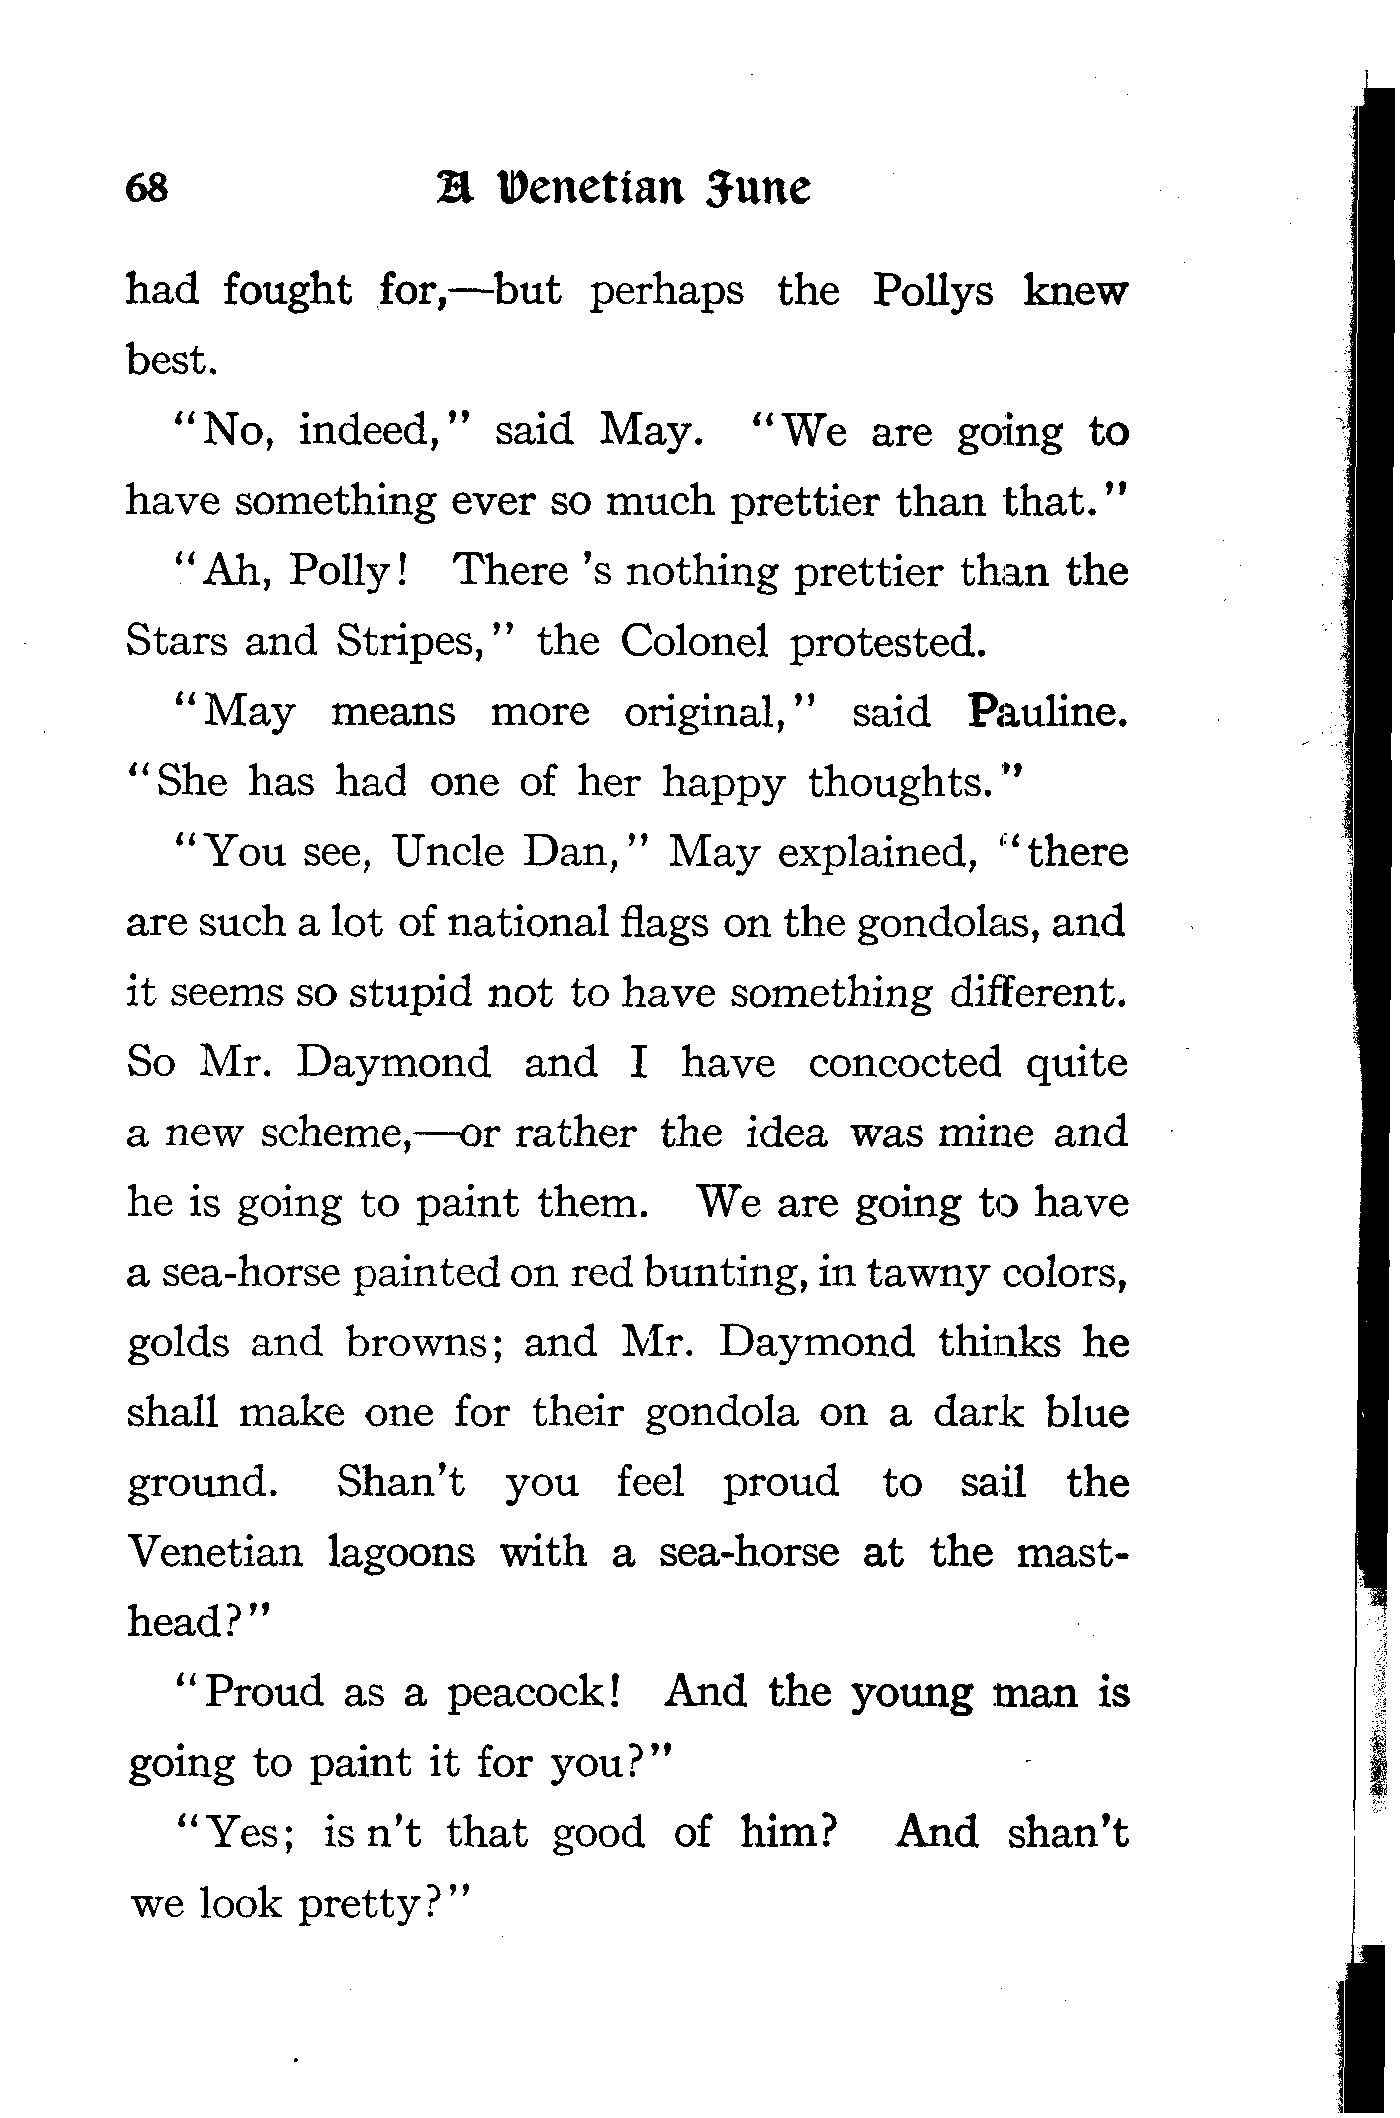 68 A Venetian June
had fought for,—but perhaps the Pollys knew
best.
"No, indeed," said May. "We are going to
have something ever so much prettier than that."
"Ah, Polly! There 's nothing prettier than the
Stars and Stripes," the Colonel protested.
"May means more original," said Pauline.
"She has had one of her happy thoughts."
"You see, Uncle Dan," May explained, "there
are such a lot of national flags on the gondolas, and
it seems so stupid not to have something different.
So Mr. Daymond and I have concocted quite
a new scheme,—or rather the idea was mine and
he is going to paint them. We are going to have
a sea-horse painted on red bunting, in tawny colors,
golds and browns; and Mr. Daymond thinks he
shall make one for their gondola on a dark blue
ground. Shan't you feel proud to sail the
Venetian lagoons with a sea-horse at the mast-
head?"
"Proud as a peacock! And the young man is
going to paint it for you?"
"Yes; is n't that good of him? And shan't
we look pretty?"